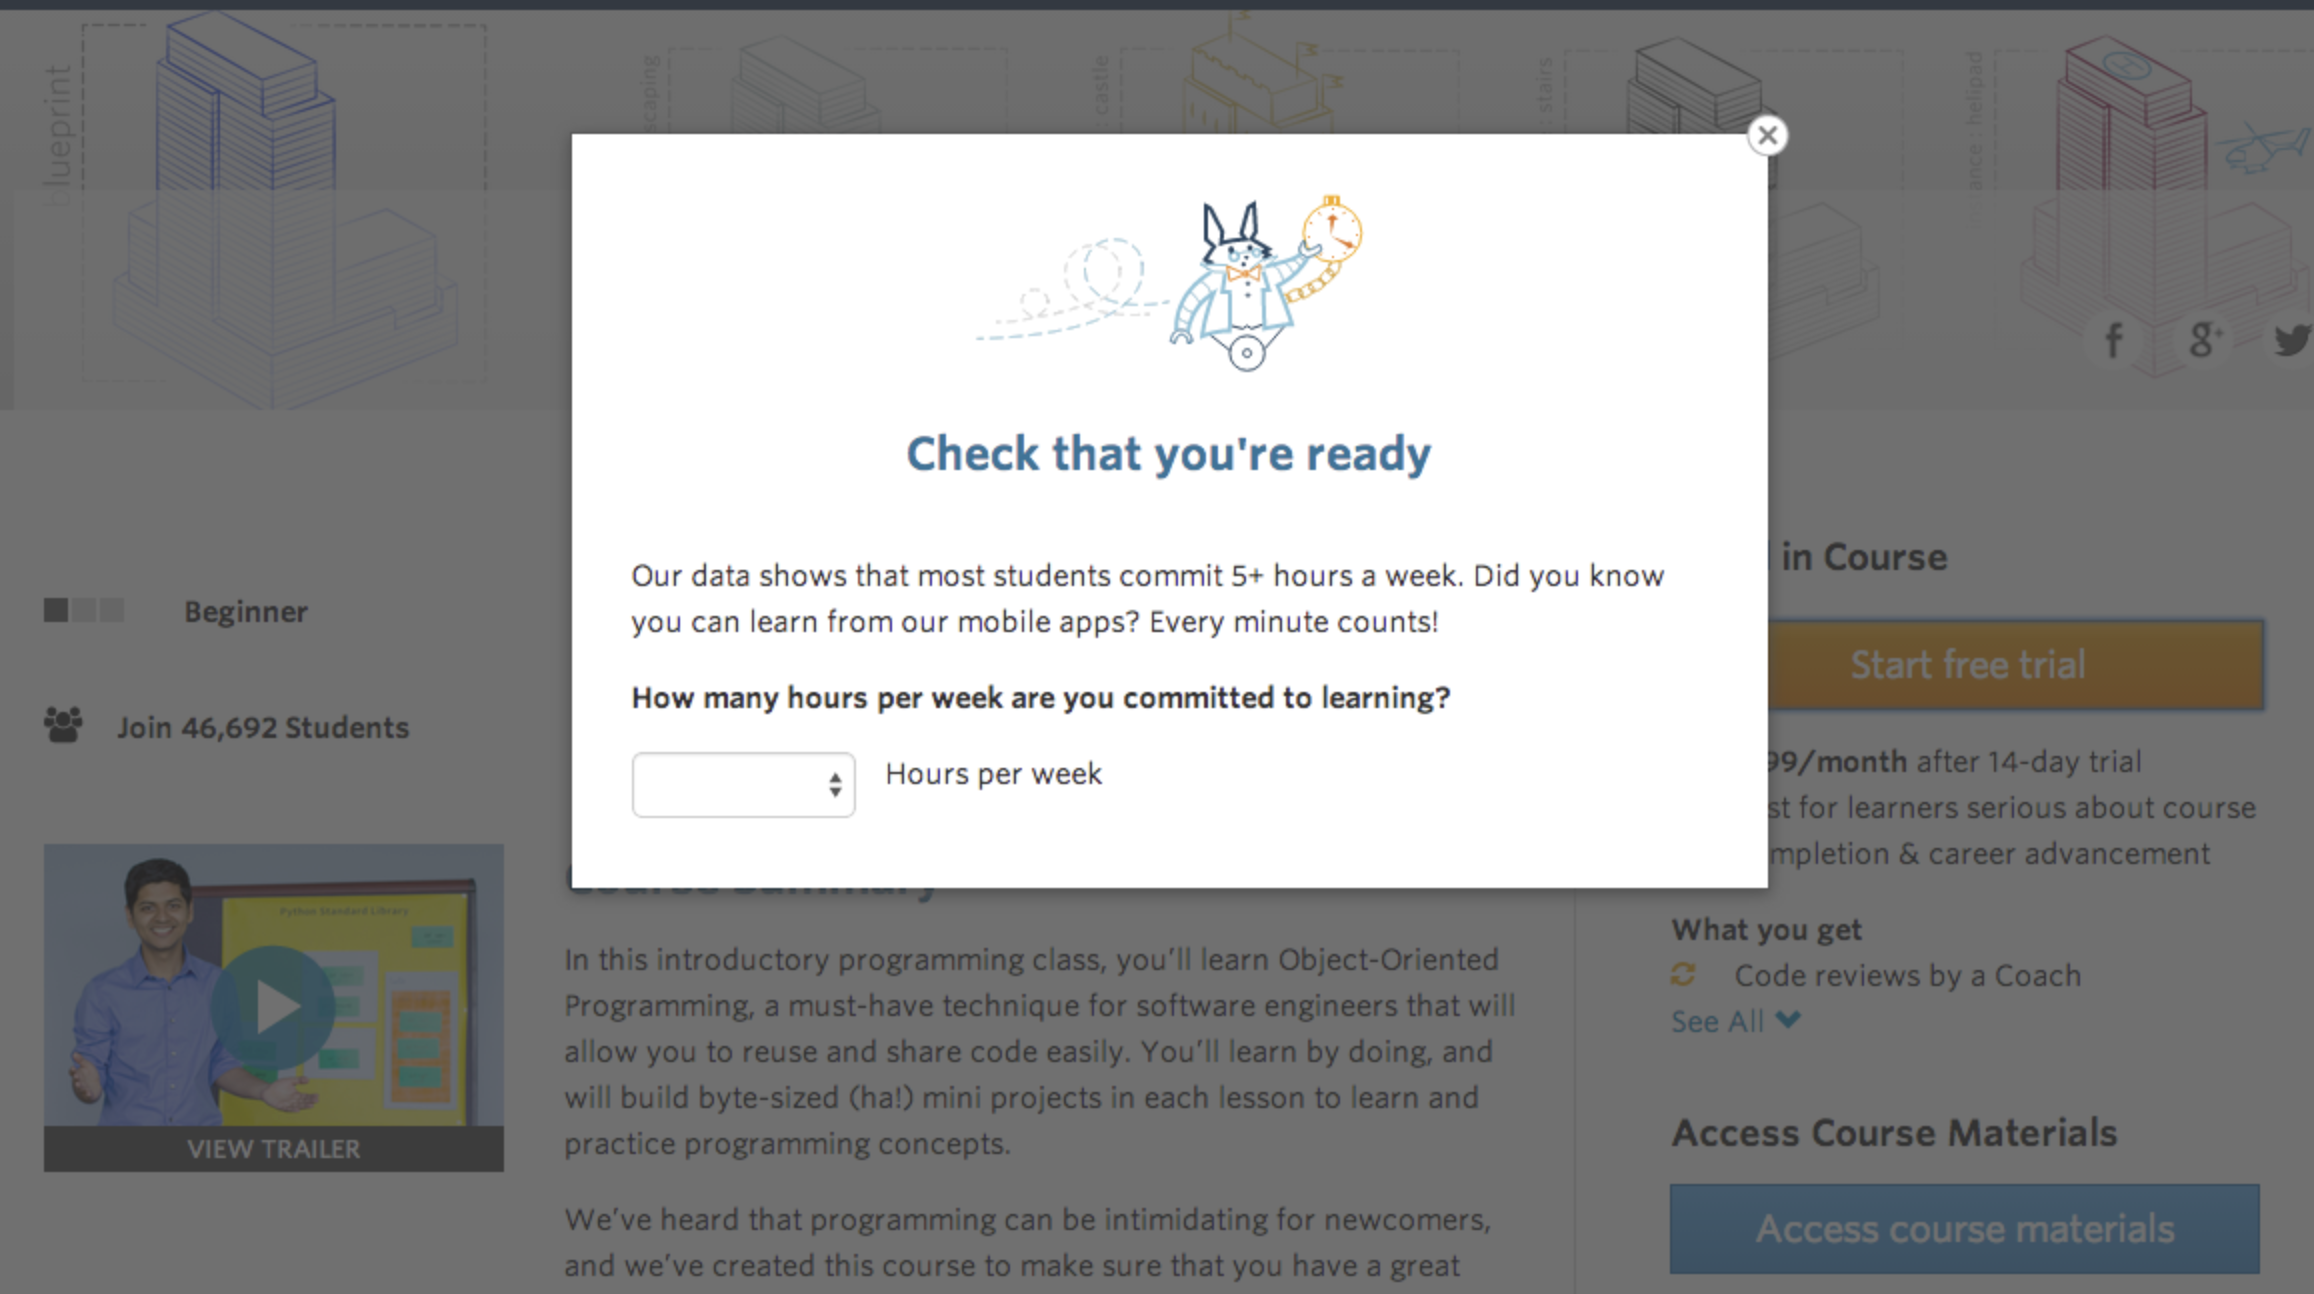 blueprint
scaping
: castle
: stairs
ance : helipad
Check that you're ready
Our data shows that most students commit 5+ hours a week. Did you know
you can learn from our mobile apps? Every minute counts!
How many hours per week are you committed to learning?
Hours per week
Beginner
Join 46,692 Students
Python Standard Library
VIEW TRAILER
Course Summary
In this introductory programming class, you'll learn Object-Oriented
Programming, a must-have technique for software engineers that will
allow you to reuse and share code easily. You'll learn by doing, and
will build byte-sized (ha!) mini projects in each lesson to learn and
practice programming concepts.
We've heard that programming can be intimidating for newcomers,
and we've created this course to make sure that you have a great
in Course
Start free trial
99/month after 14-day trial
st for learners serious about course
mpletion & career advancement
What you get
Code reviews by a Coach
See All
Access Course Materials
Access course materials